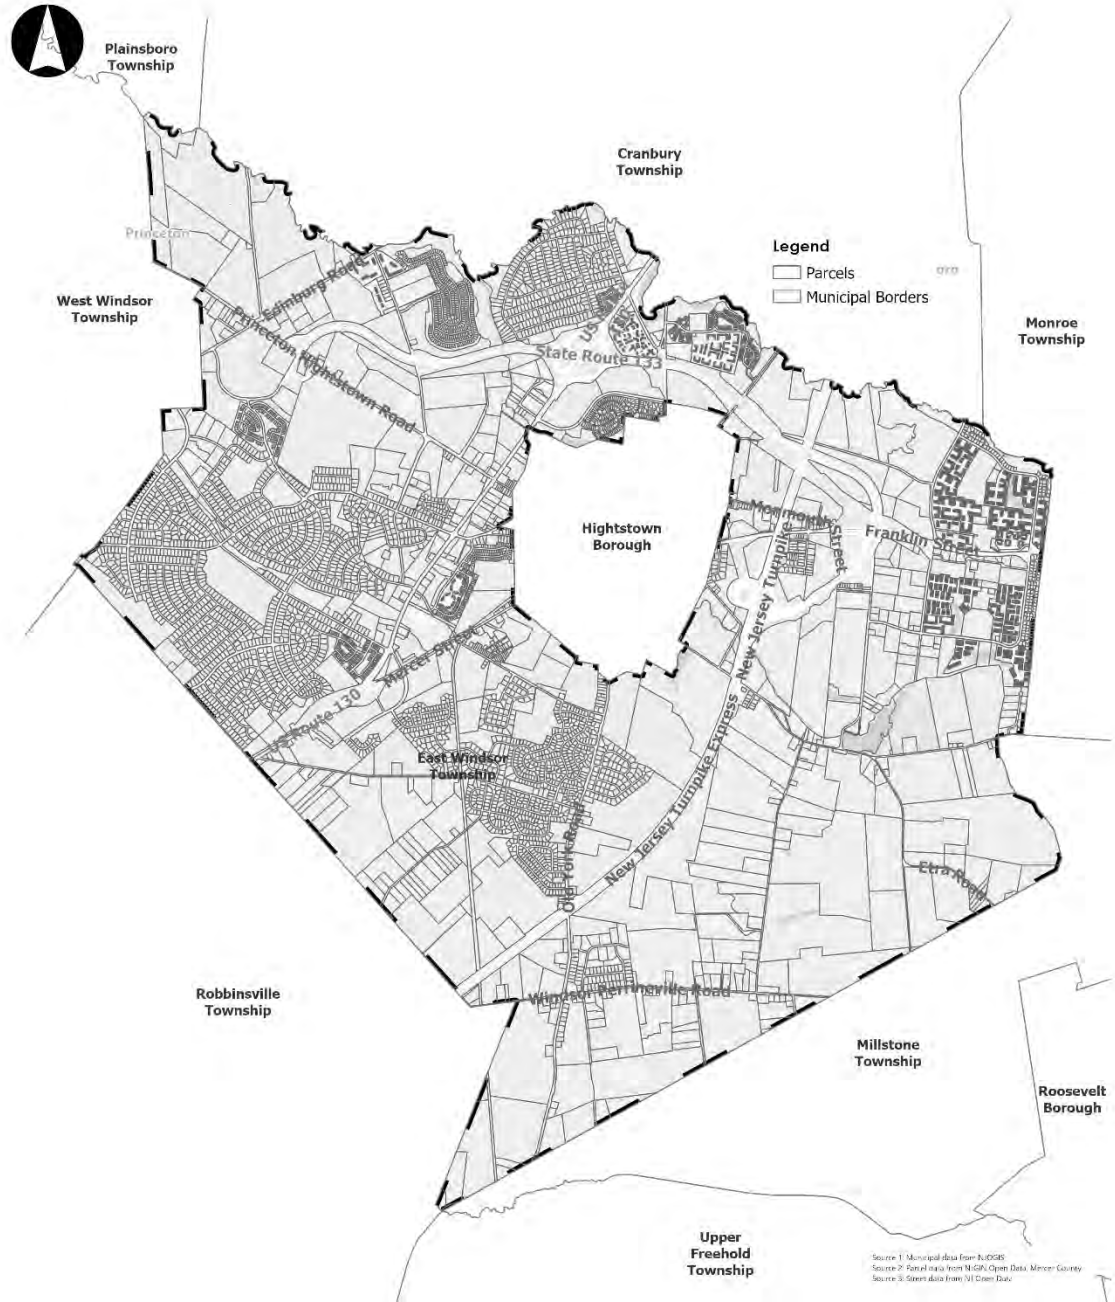 Plainsboro
Township
Cranbury
Township
Legend
Parcels
Municipal Borders
Princeton
West Windsor
Township
Monroe
Township
Edinburg Road
Princeton Hightstown Road
State Route 133
US
Hightstown
Borough
Monmouth Street
Franklin Street
New Jersey Turnpike
Mercer Street
US Route 130
East Windsor
Township
New Jersey Turnpike Express
Old York Road
Etra Road
Robbinsville
Township
Windsor Perrineville Road
Millstone
Township
Roosevelt
Borough
Upper
Freehold
Township
Source 1: Municipal data from NJOGIS
Source 2: Parcel data from NJGIN Open Data, Mercer County
Source 3: Street data from NJ Open Data